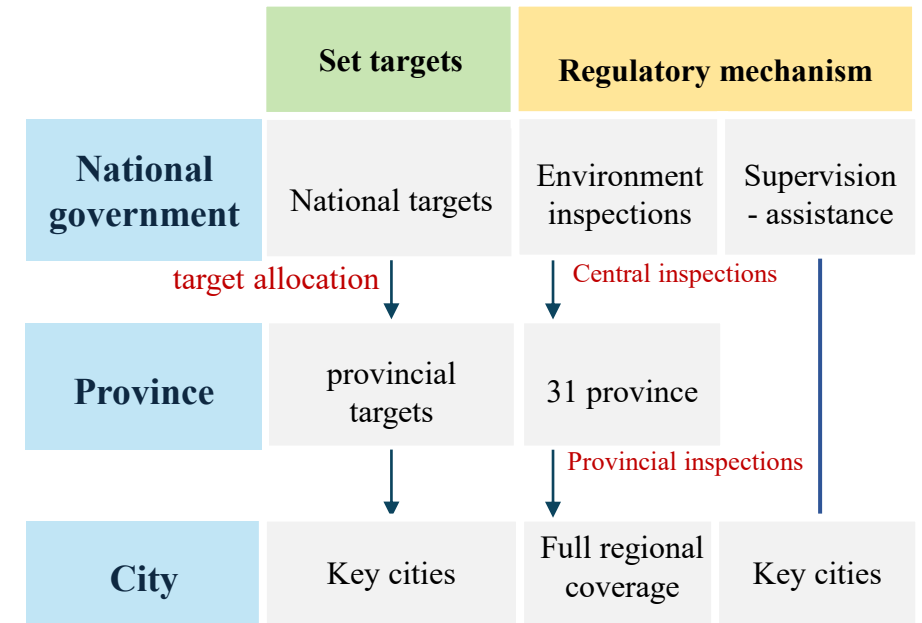 Set targets
Regulatory mechanism
National
government
National targets
Environment
inspections
Supervision
- assistance
target allocation
Central inspections
Province
provincial
targets
31 province
Provincial inspections
City
Key cities
Full regional
coverage
Key cities